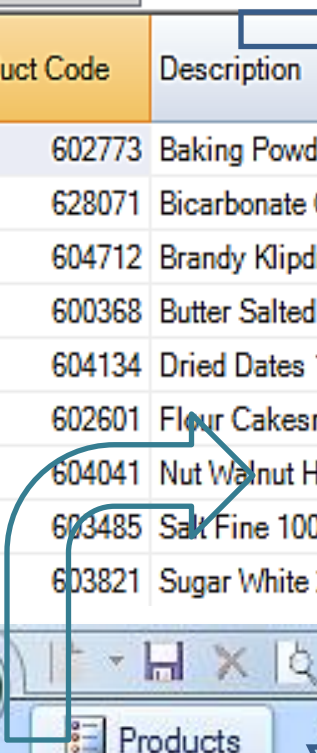 uct Code Description
602773 Baking Powd
628071 Bicarbonate
604712 Brandy Klipd
600368 Butter Salted
604134 Dried Dates
602601 Flour Cakes
604041 Nut Walnut H
603485 Salt Fine 100
603821 Sugar White
Products